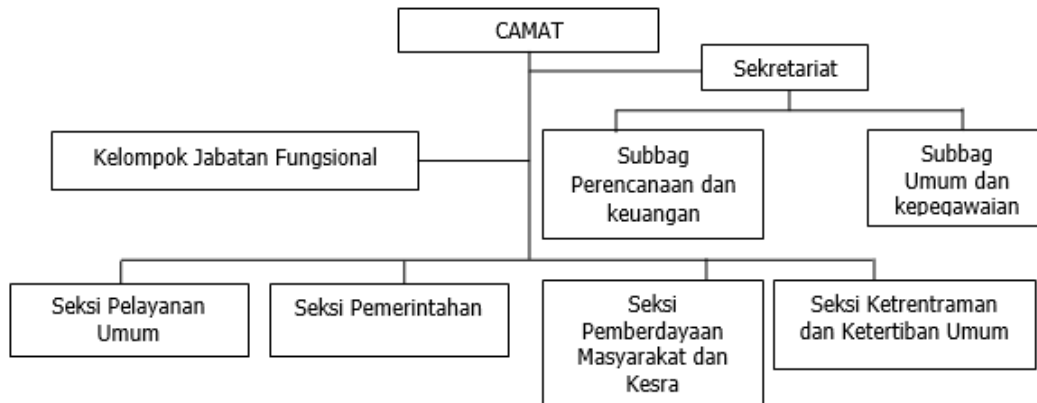 CAMAT
Sekretariat
Kelompok Jabatan Fungsional
Subbag
Perencanaan dan
keuangan
Subbag
Umum dan
kepegawaian
Seksi Pelayanan
Umum
Seksi Pemerintahan
Seksi
Pemberdayaan
Masyarakat dan
Kesra
Seksi Ketrentraman
dan Ketertiban Umum